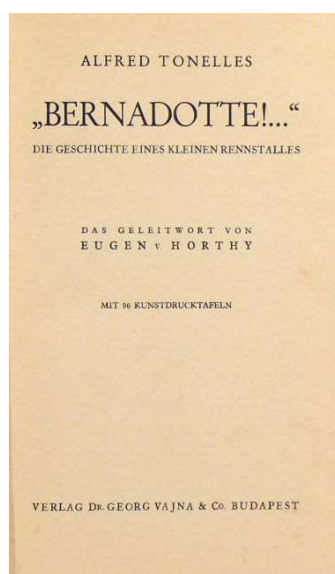 ALFRED TONELLES
„BERNADOTTE!...“
DIE GESCHICHTE EINES KLEINEN RENNSTALLES
DAS GELEITWORT VON
EUGEN v. HORTHY
MIT 96 KUNSTDRUCKTAFELN
VERLAG DR. GEORG VAJNA & Co. BUDAPEST